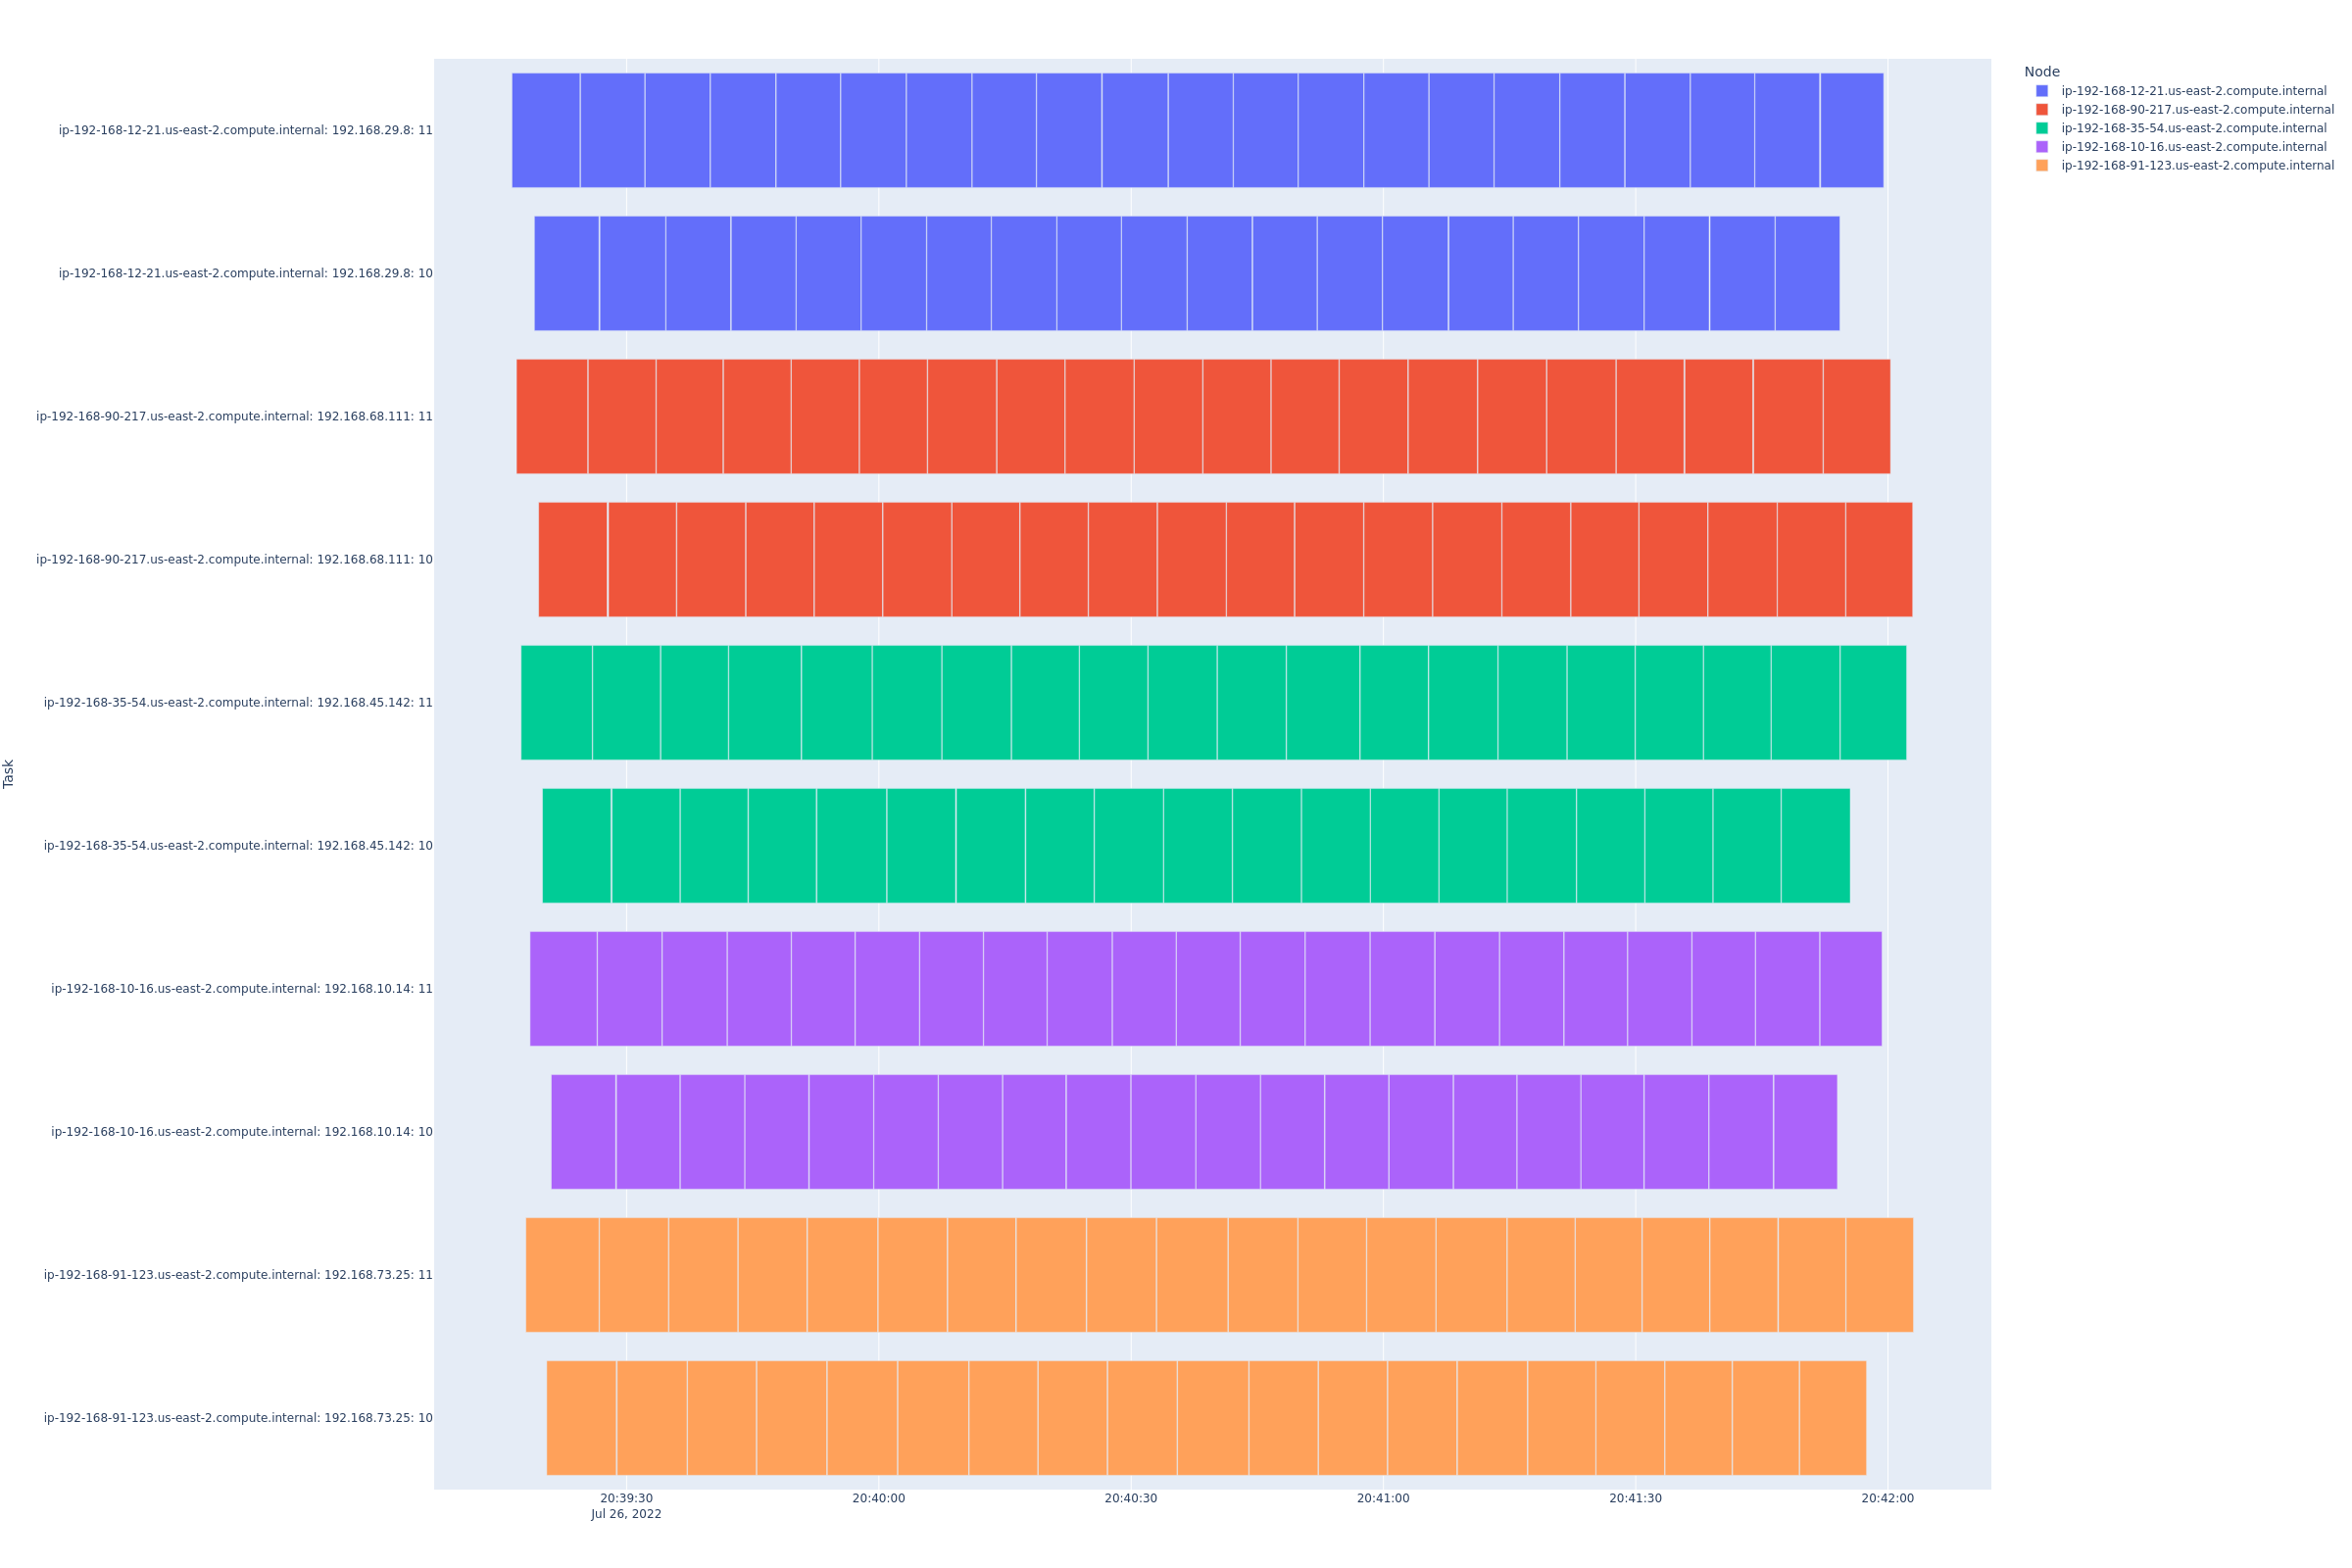 Node
ip-192-168-12-21.us-east-2.compute.internal
ip-192-168-90-217.us-east-2.compute.internal
ip-192-168-35-54.us-east-2.compute.internal
ip-192-168-10-16.us-east-2.compute.internal
ip-192-168-91-123.us-east-2.compute.internal
ip-192-168-12-21.us-east-2.compute.internal: 192.168.29.8: 11
ip-192-168-12-21.us-east-2.compute.internal: 192.168.29.8: 10
ip-192-168-90-217.us-east-2.compute.internal: 192.168.68.111: 11
ip-192-168-90-217.us-east-2.compute.internal: 192.168.68.111: 10
ip-192-168-35-54.us-east-2.compute.internal: 192.168.45.142: 11
ip-192-168-35-54.us-east-2.compute.internal: 192.168.45.142: 10
ip-192-168-10-16.us-east-2.compute.internal: 192.168.10.14: 11
ip-192-168-10-16.us-east-2.compute.internal: 192.168.10.14: 10
ip-192-168-91-123.us-east-2.compute.internal: 192.168.73.25: 11
ip-192-168-91-123.us-east-2.compute.internal: 192.168.73.25: 10
Task
20:39:30 20:40:00 20:40:30 20:41:00 20:41:30 20:42:00
Jul 26, 2022